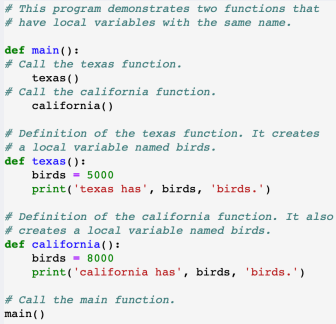 # This program demonstrates two functions that
# have local variables with the same name.

def main():
# Call the texas function.
    texas()
# Call the california function.
    california()

# Definition of the texas function. It creates
# a local variable named birds.
def texas():
    birds = 5000
    print('texas has', birds, 'birds.')

# Definition of the california function. It also
# creates a local variable named birds.
def california():
    birds = 8000
    print('california has', birds, 'birds.')

# Call the main function.
main()